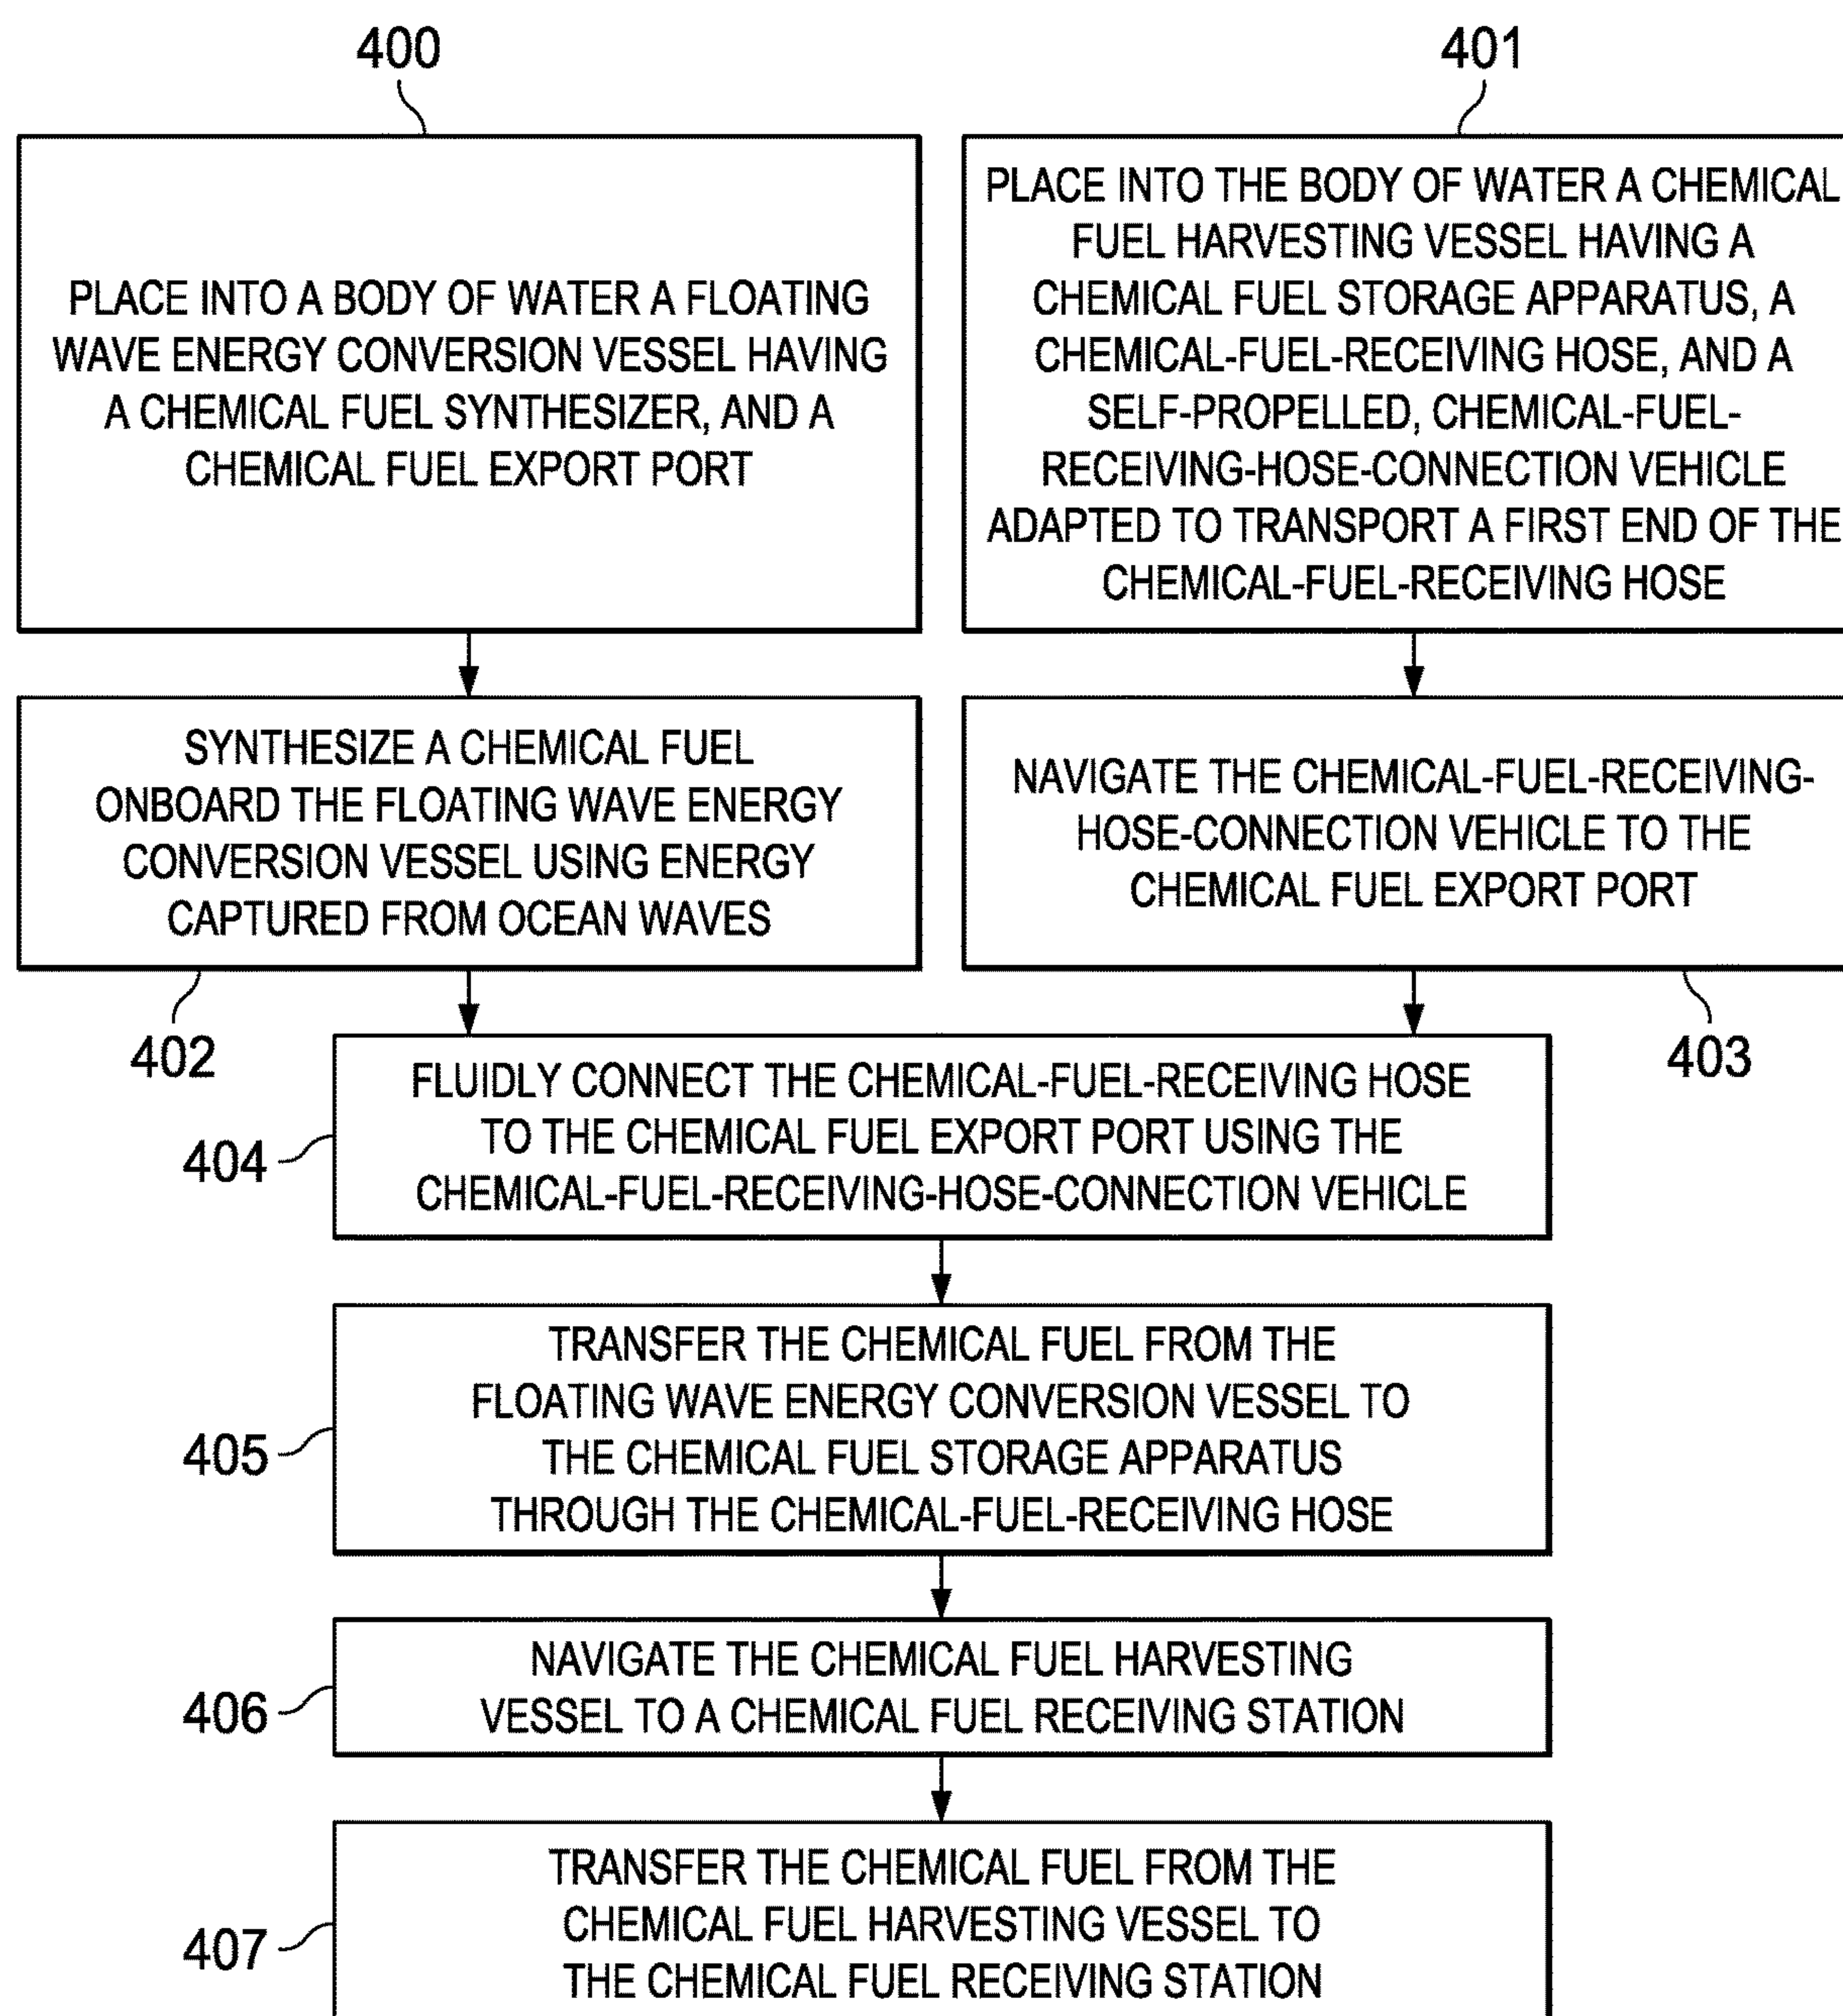 400
PLACE INTO A BODY OF WATER A FLOATING
WAVE ENERGY CONVERSION VESSEL HAVING
A CHEMICAL FUEL SYNTHESIZER, AND A
CHEMICAL FUEL EXPORT PORT
401
PLACE INTO THE BODY OF WATER A CHEMICAL
FUEL HARVESTING VESSEL HAVING A
CHEMICAL FUEL STORAGE APPARATUS, A
CHEMICAL-FUEL-RECEIVING HOSE, AND A
SELF-PROPELLED, CHEMICAL-FUEL-
RECEIVING-HOSE-CONNECTION VEHICLE
ADAPTED TO TRANSPORT A FIRST END OF THE
CHEMICAL-FUEL-RECEIVING HOSE
SYNTHESIZE A CHEMICAL FUEL
ONBOARD THE FLOATING WAVE ENERGY
CONVERSION VESSEL USING ENERGY
CAPTURED FROM OCEAN WAVES
402
NAVIGATE THE CHEMICAL-FUEL-RECEIVING-
HOSE-CONNECTION VEHICLE TO THE
CHEMICAL FUEL EXPORT PORT
403
FLUIDLY CONNECT THE CHEMICAL-FUEL-RECEIVING HOSE
TO THE CHEMICAL FUEL EXPORT PORT USING THE
CHEMICAL-FUEL-RECEIVING-HOSE-CONNECTION VEHICLE
404
TRANSFER THE CHEMICAL FUEL FROM THE
FLOATING WAVE ENERGY CONVERSION VESSEL TO
THE CHEMICAL FUEL STORAGE APPARATUS
THROUGH THE CHEMICAL-FUEL-RECEIVING HOSE
405
NAVIGATE THE CHEMICAL FUEL HARVESTING
VESSEL TO A CHEMICAL FUEL RECEIVING STATION
406
TRANSFER THE CHEMICAL FUEL FROM THE
CHEMICAL FUEL HARVESTING VESSEL TO
THE CHEMICAL FUEL RECEIVING STATION
407